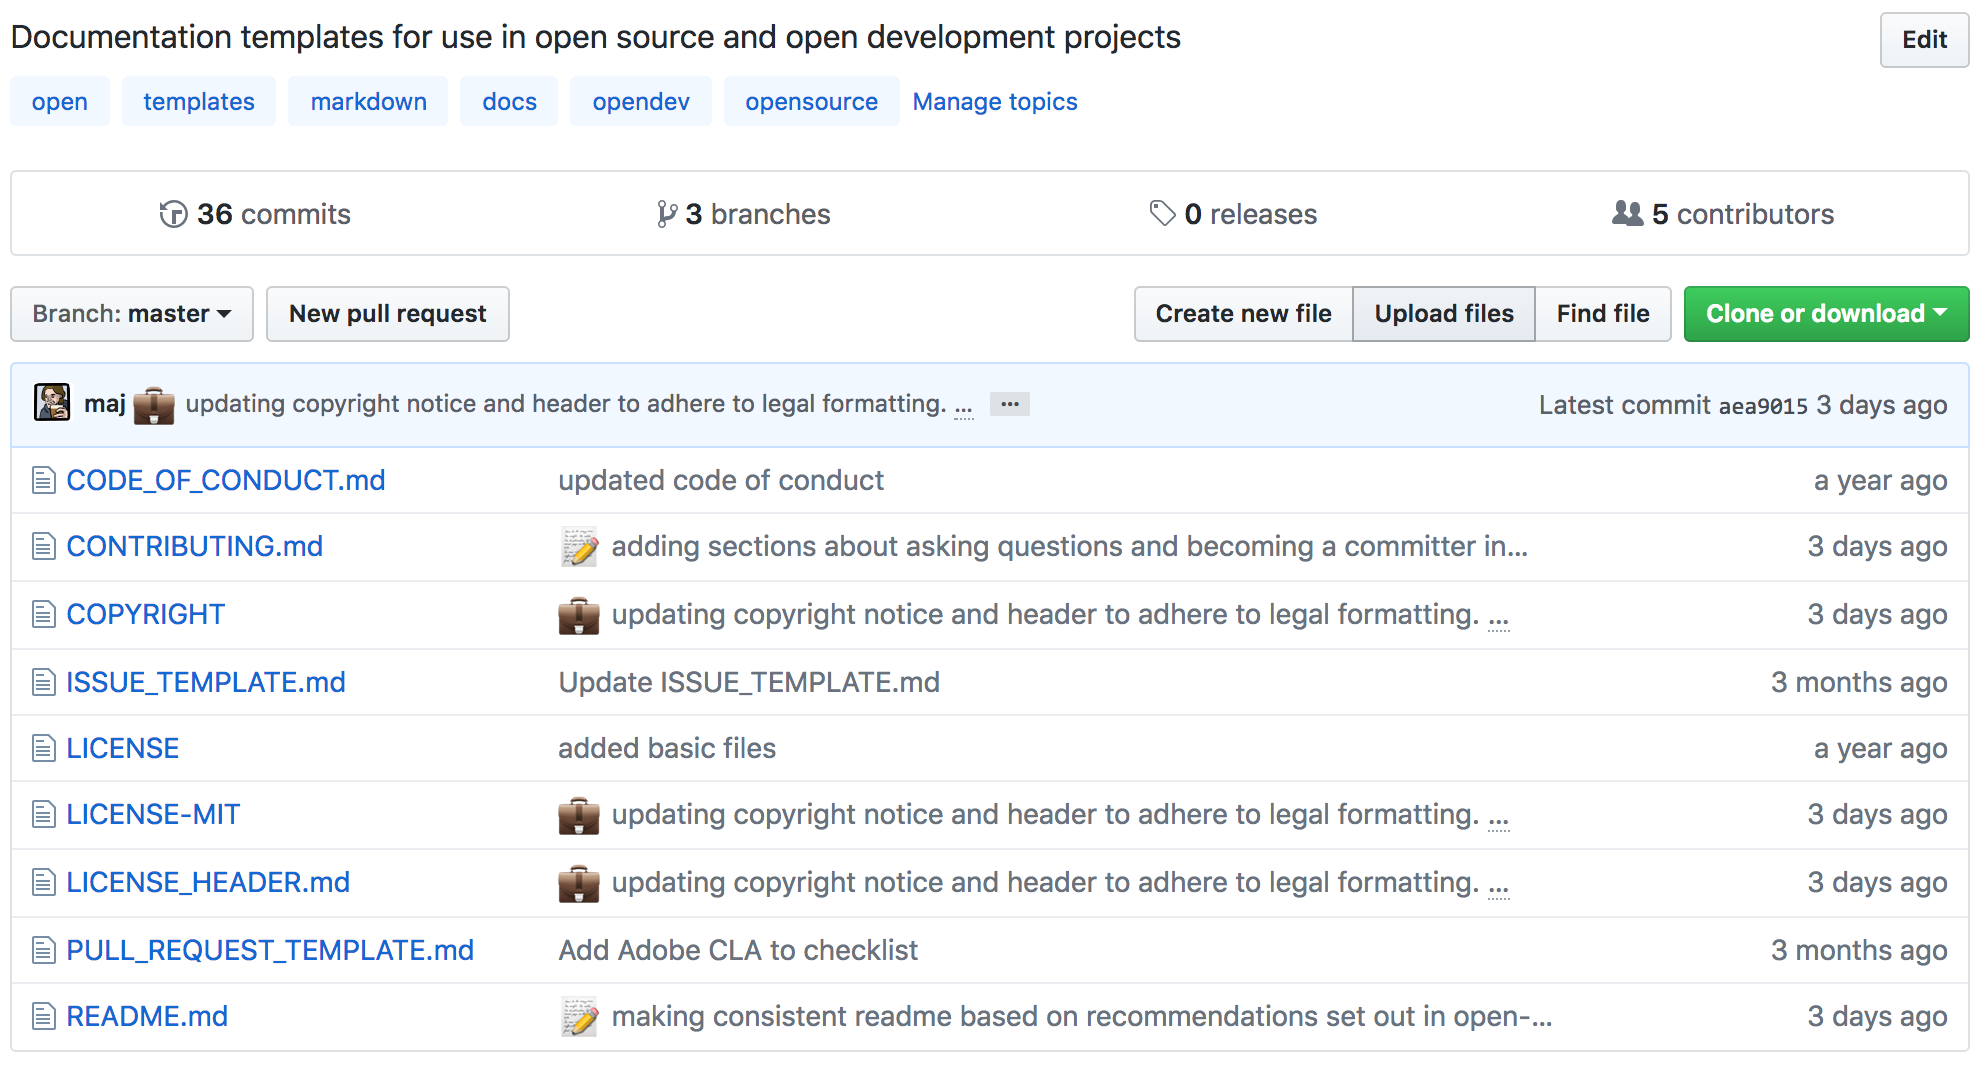 Documentation templates for use in open source and open development projects
Edit
open templates markdown docs opendev opensource Manage topics
36 commits 3 branches 0 releases 5 contributors
Branch: master New pull request Create new file Upload files Find file Clone or download
maj updating copyright notice and header to adhere to legal formatting. ... ... Latest commit aea9015 3 days ago
CODE_OF_CONDUCT.md updated code of conduct a year ago
CONTRIBUTING.md adding sections about asking questions and becoming a committer in... 3 days ago
COPYRIGHT updating copyright notice and header to adhere to legal formatting. ... 3 days ago
ISSUE_TEMPLATE.md Update ISSUE_TEMPLATE.md 3 months ago
LICENSE added basic files a year ago
LICENSE-MIT updating copyright notice and header to adhere to legal formatting. ... 3 days ago
LICENSE_HEADER.md updating copyright notice and header to adhere to legal formatting. ... 3 days ago
PULL_REQUEST_TEMPLATE.md Add Adobe CLA to checklist 3 months ago
README.md making consistent readme based on recommendations set out in open-... 3 days ago